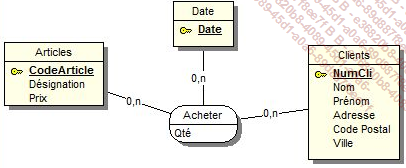 Date
Date
Articles
CodeArticle
Désignation
Prix
0,n
0,n
0,n
Acheter
Qté
Clients
NumCli
Nom
Prénom
Adresse
Code Postal
Ville